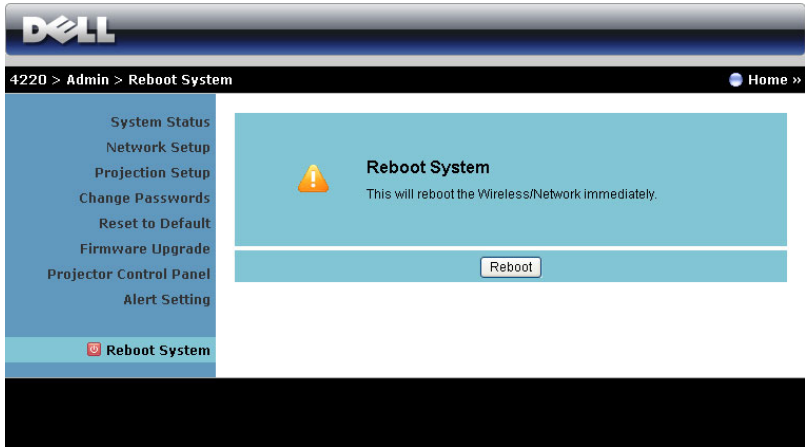 DELL
4220 > Admin > Reboot System
Home »
System Status
Network Setup
Projection Setup
Change Passwords
Reset to Default
Firmware Upgrade
Projector Control Panel
Alert Setting
Reboot System
Reboot System
This will reboot the Wireless/Network immediately.
Reboot